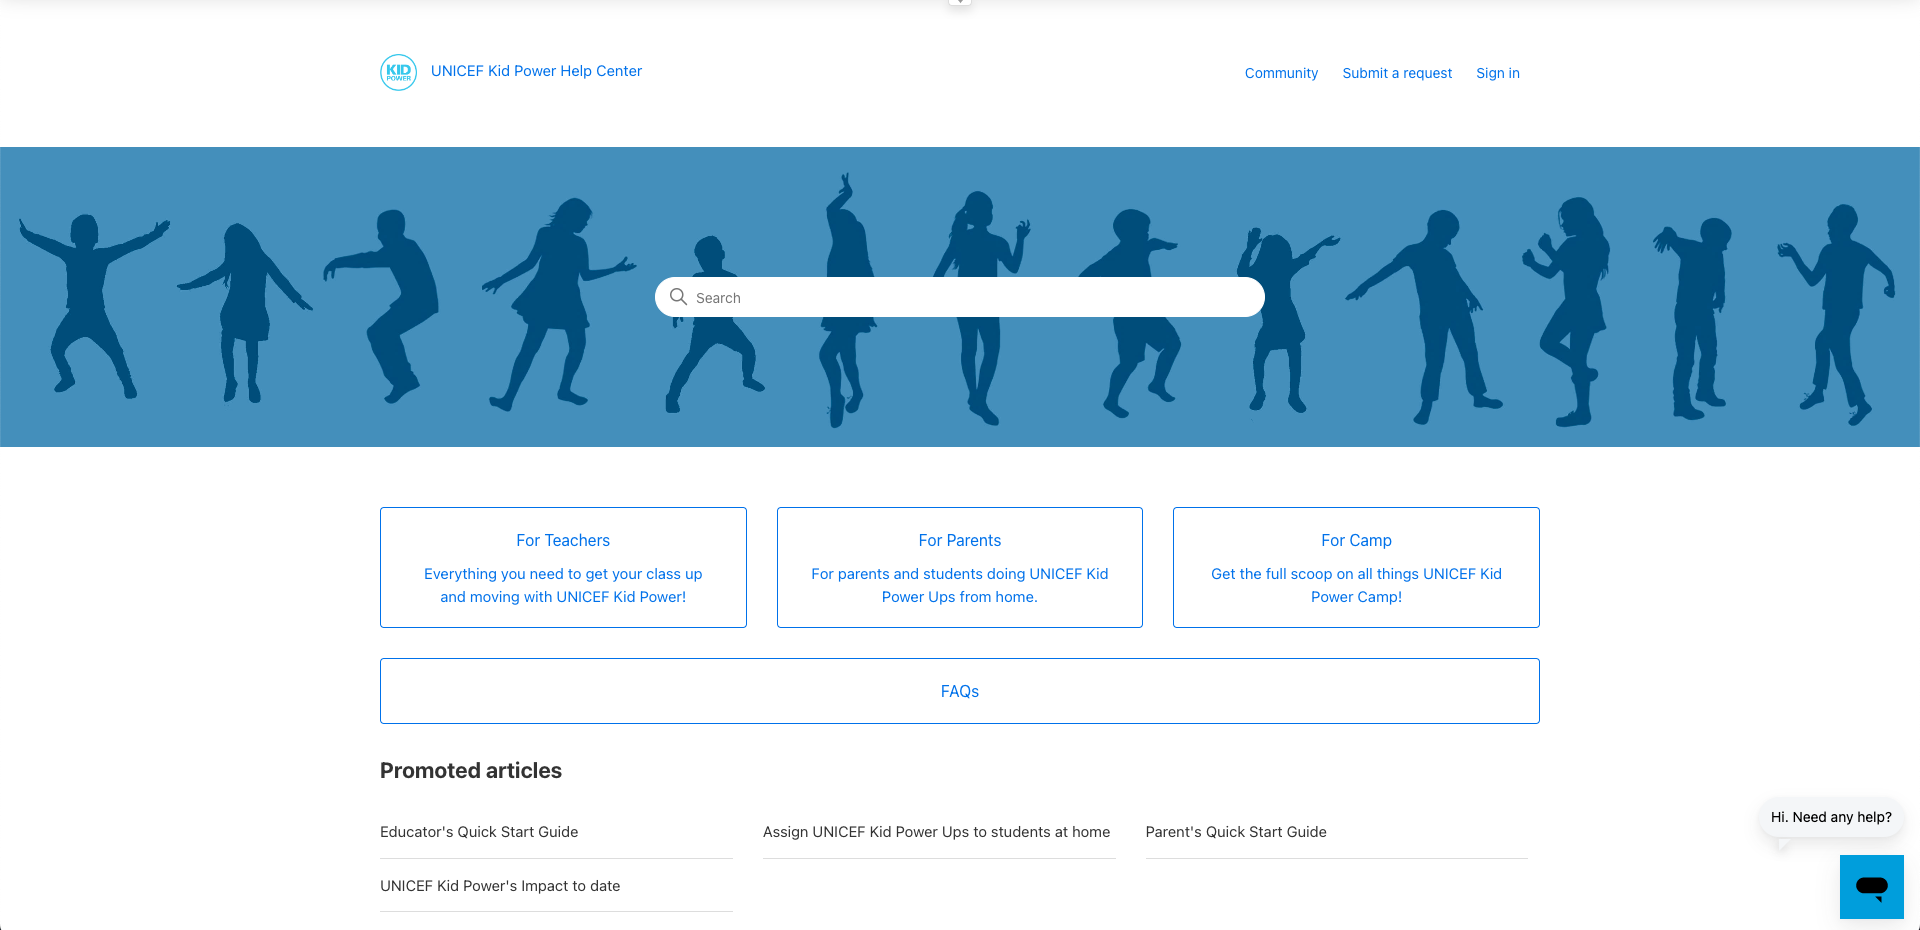 KID
POWER
UNICEF Kid Power Help Center
Community
Submit a request
Sign in
Search
For Teachers
Everything you need to get your class up
and moving with UNICEF Kid Power!
For Parents
For parents and students doing UNICEF Kid
Power Ups from home.
For Camp
Get the full scoop on all things UNICEF Kid
Power Camp!
FAQs
Promoted articles
Educator's Quick Start Guide
Assign UNICEF Kid Power Ups to students at home
Parent's Quick Start Guide
UNICEF Kid Power's Impact to date
Hi. Need any help?